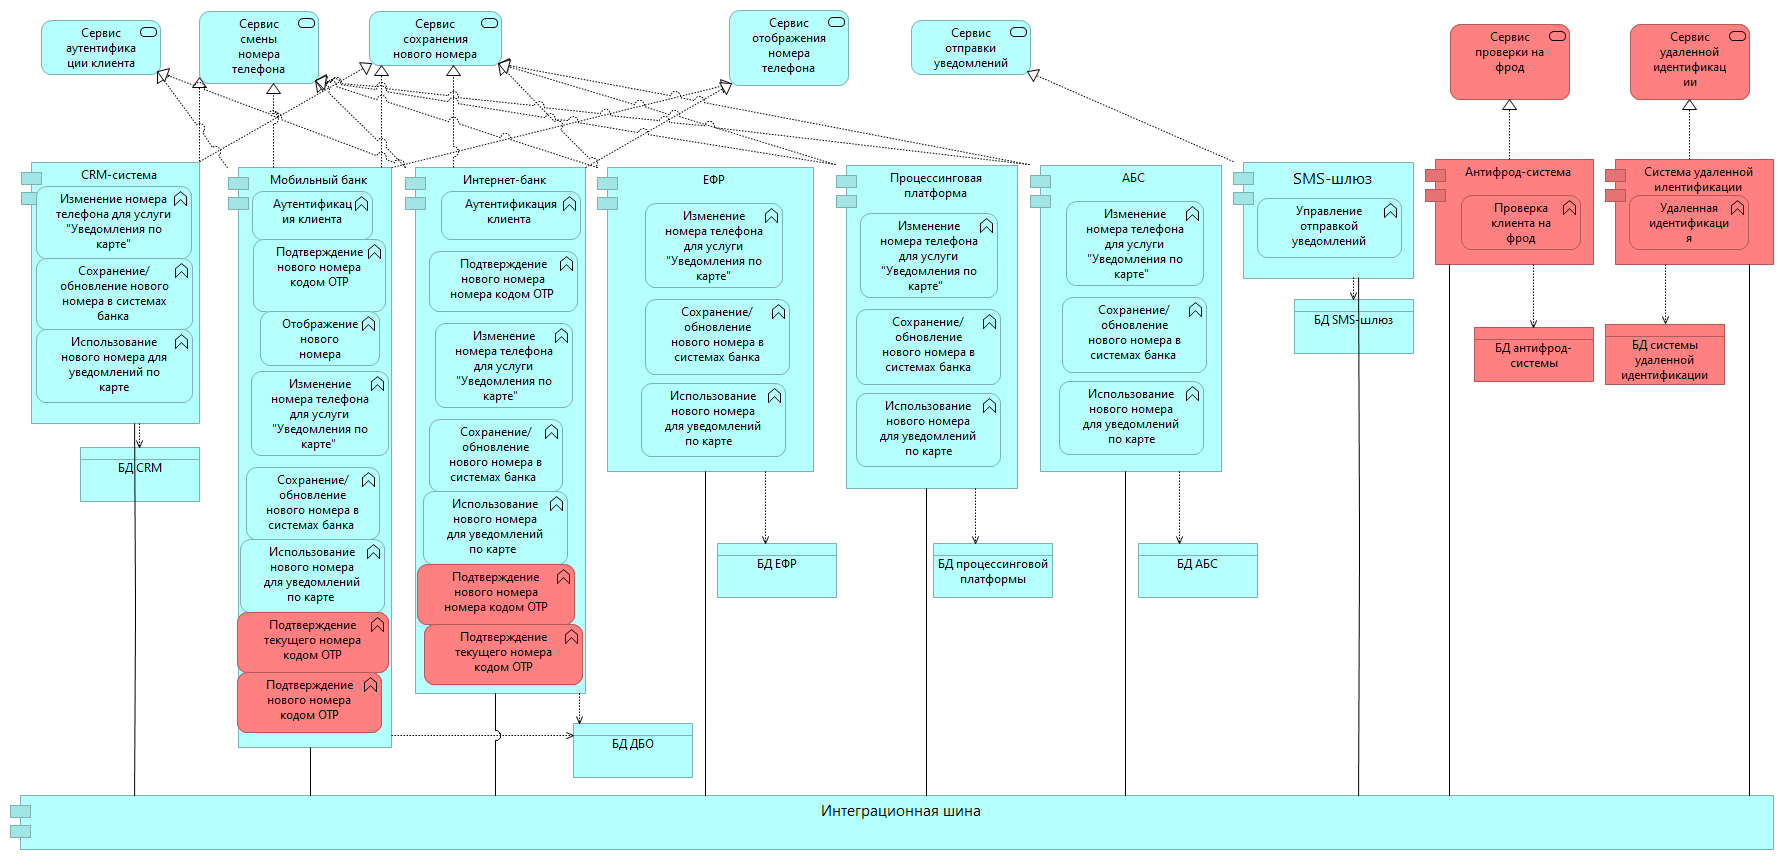 Сервис
аутентифика
ции клиента
Сервис
смены
номера
телефона
Сервис
сохранения
нового номера
Сервис
отображения
номера
телефона
Сервис
отправки
уведомлений
Сервис
проверки на
фрод
Сервис
удаленной
идентификац
ии
CRM-система
Изменение номера
телефона для услуги
"Уведомления по
карте"
Сохранение/
обновление нового
номера в системах
банка
Использование
нового номера для
уведомлений по
карте
БД CRM
Мобильный банк
Аутентификац
ия клиента
Подтверждение
нового номера
кодом OTP
Отображение
нового
номера
Изменение
номера телефона
для услуги
"Уведомления по
карте"
Сохранение/
обновление
нового номера в
системах банка
Использование
нового номера
для уведомлений
по карте
Подтверждение
текущего номера
кодом OTP
Подтверждение
нового номера
кодом OTP
Интернет-банк
Аутентификация
клиента
Подтверждение
нового номера
номера кодом OTP
Изменение
номера телефона
для услуги
"Уведомления по
карте"
Сохранение/
обновление
нового номера в
системах банка
Использование
нового номера
для уведомлений
по карте
Подтверждение
нового номера
номера кодом OTP
Подтверждение
текущего номера
кодом OTP
БД ДБО
ЕФР
Изменение
номера телефона
для услуги
"Уведомления по
карте"
Сохранение/
обновление
нового номера в
системах банка
Использование
нового номера
для уведомлений
по карте
БД ЕФР
Процессинговая
платформа
Изменение
номера телефона
для услуги
"Уведомления по
карте"
Сохранение/
обновление
нового номера в
системах банка
Использование
нового номера
для уведомлений
по карте
БД процессинговой
платформы
АБС
Изменение
номера телефона
для услуги
"Уведомления по
карте"
Сохранение/
обновление
нового номера в
системах банка
Использование
нового номера
для уведомлений
по карте
БД АБС
SMS-шлюз
Управление
отправкой
уведомлений
БД SMS-шлюз
Антифрод-система
Проверка
клиента на
фрод
БД антифрод-
системы
Система удаленной
илентификации
Удаленная
идентификаци
я
БД системы
удаленной
идентификации
Интеграционная шина